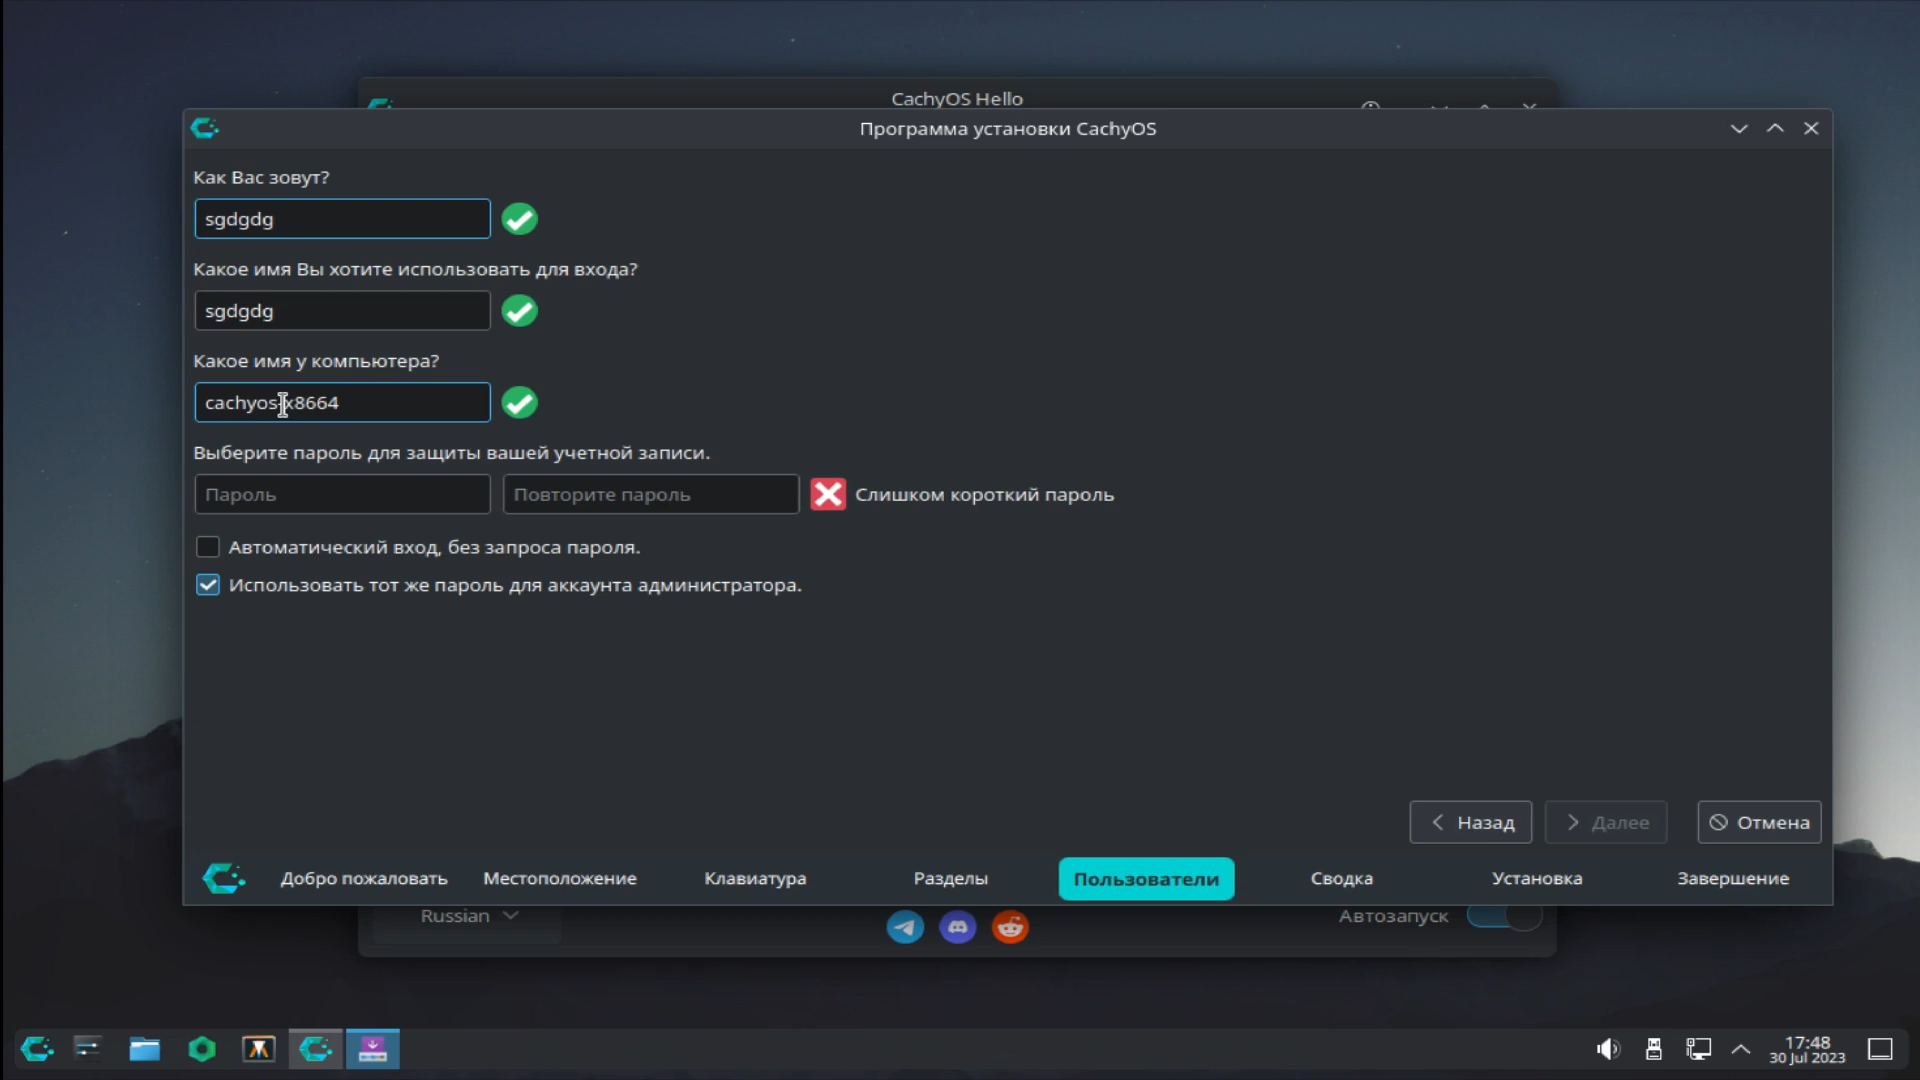 CachyOS Hello
Программа установки CachyOS
Как Вас зовут?
sgdgdg
Какое имя Вы хотите использовать для входа?
sgdgdg
Какое имя у компьютера?
cachyos-x8664
Выберите пароль для защиты вашей учетной записи.
Пароль Повторите пароль Слишком короткий пароль
Автоматический вход, без запроса пароля.
Использовать тот же пароль для аккаунта администратора.
Назад Далее Отмена
Добро пожаловать Местоположение Клавиатура Разделы Пользователи Сводка Установка Завершение
Russian Автозапуск
17:48
30 Jul 2023